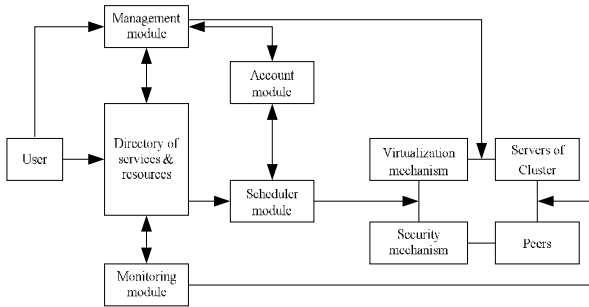 Management
module
Account
module
User
Directory of
services &
resources
Virtualization
mechanism
Servers of
Cluster
Scheduler
module
Security
mechanism
Peers
Monitoring
module